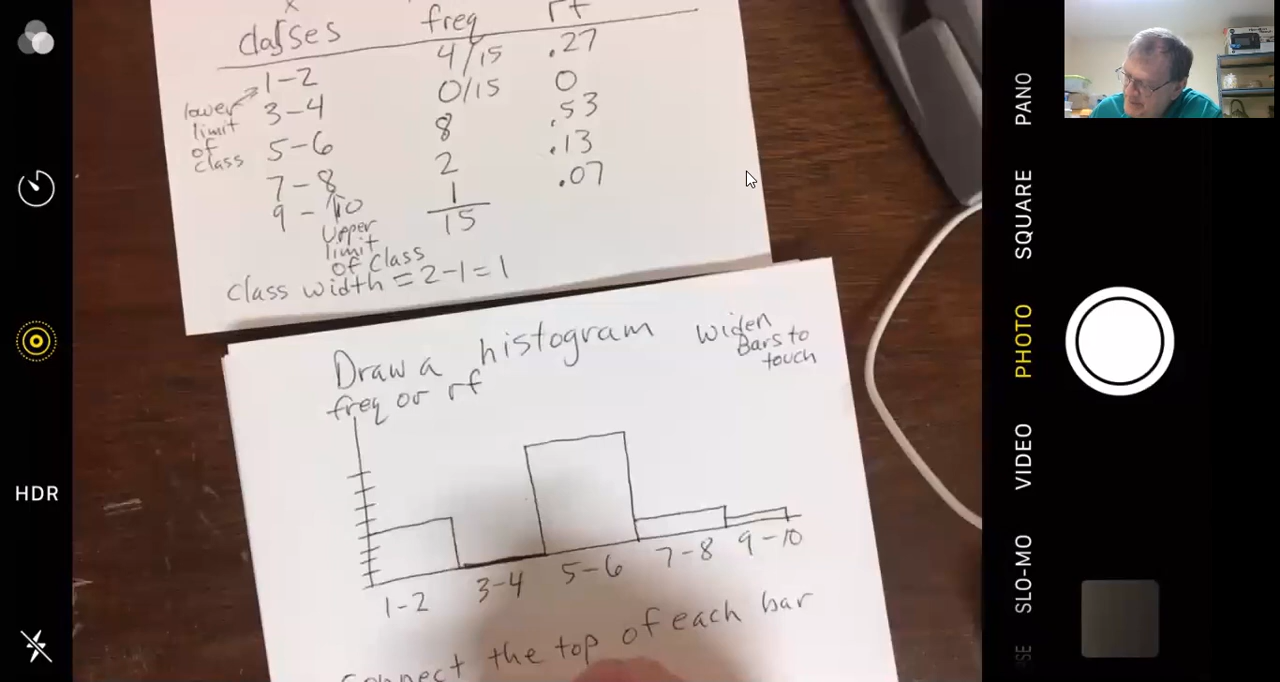 x
classes freq rf
1-2 4/15 .27
3-4 0/15 0
5-6 8 .53
7-8 2 .13
9-10 1 .07
15
lower
limit
of
class
Upper
limit
of Class
class width = 2-1=1
Draw a histogram
widen
Bars to
touch
freq or rf
1-2 3-4 5-6 7-8 9-10
Connect the top of each bar
HDR
PANO
SQUARE
PHOTO
VIDEO
SLO-MO